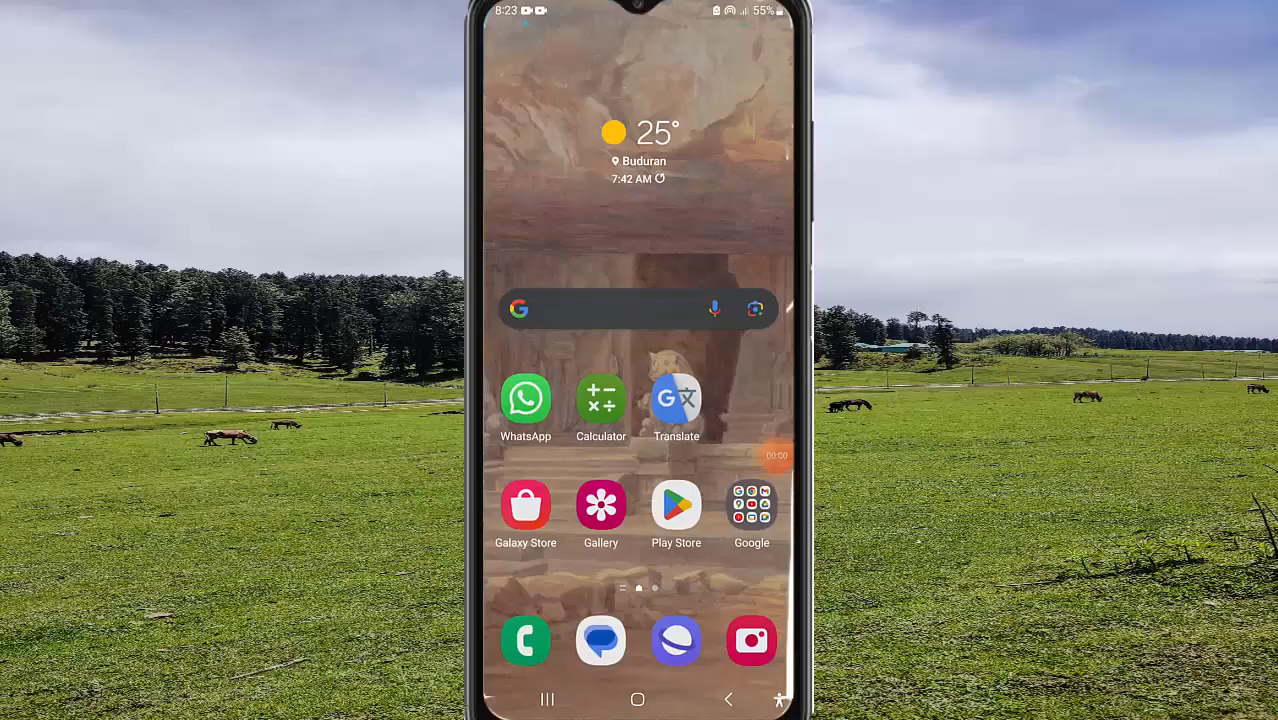 8:23 55%
25°
Buduran
7:42 AM
WhatsApp Calculator Translate
00:00
Galaxy Store Gallery Play Store Google